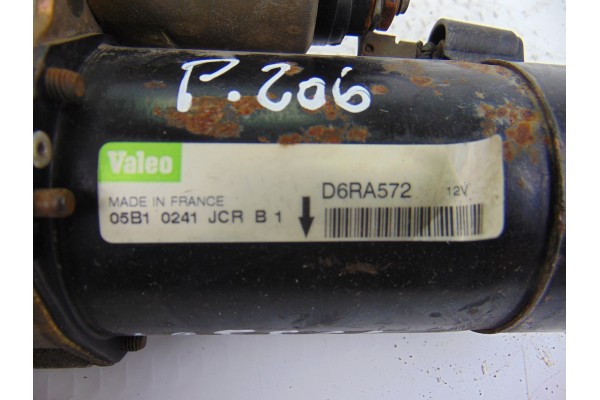 P.206
Valeo
D6RA572 12V
MADE IN FRANCE
05B1 0241 JCR B 1